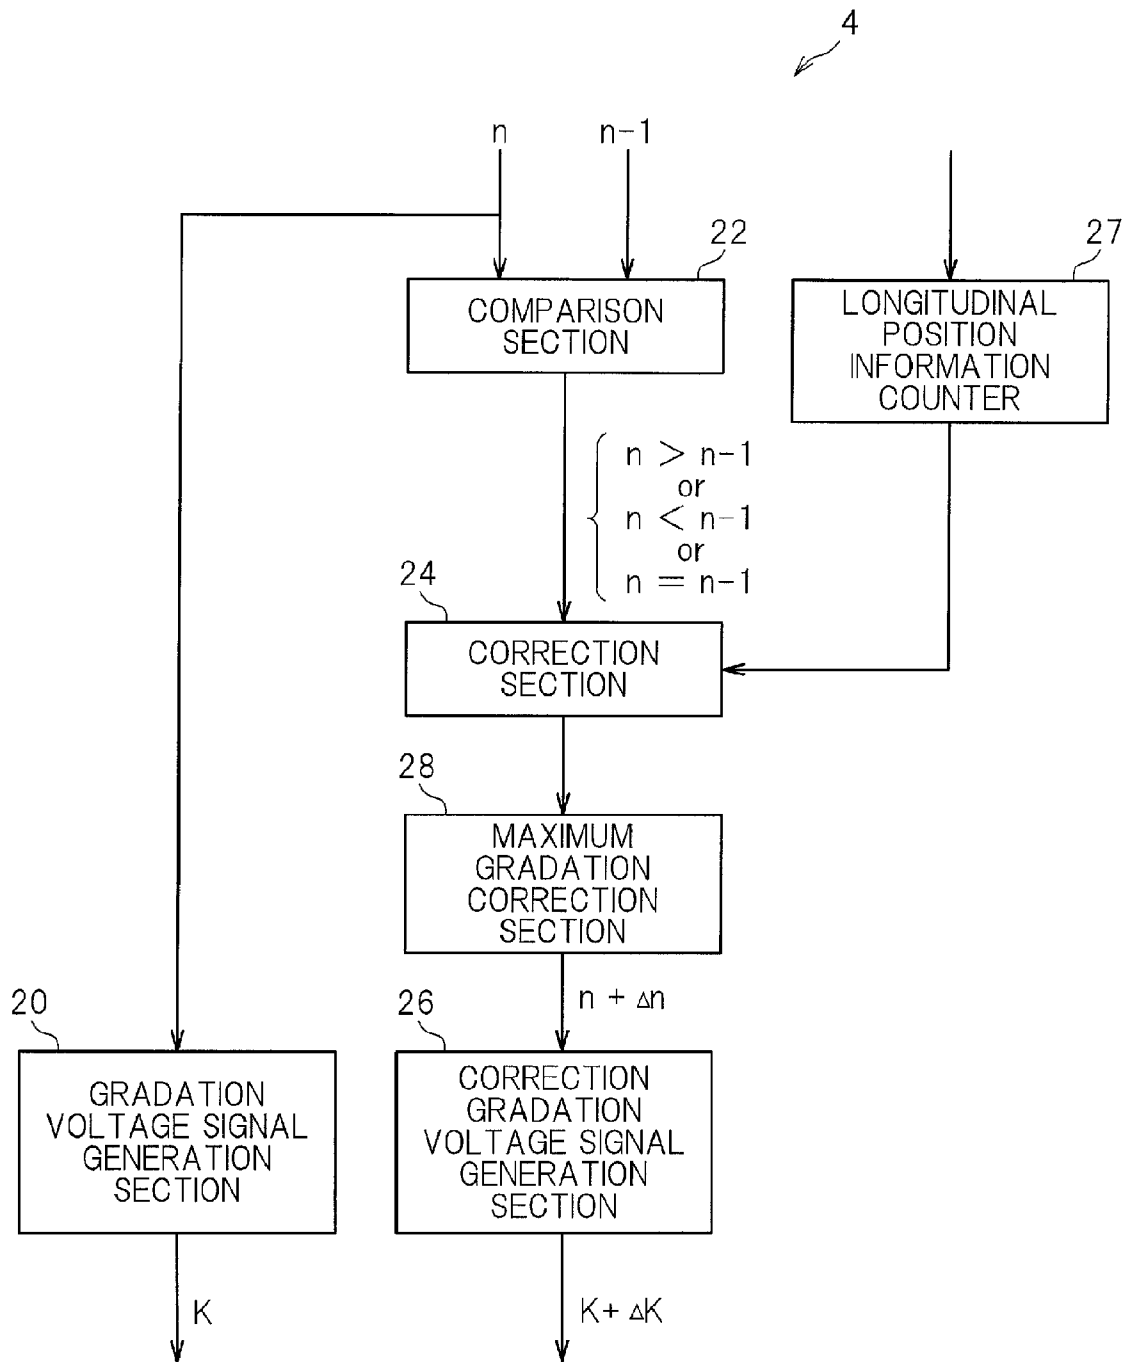 4
n
n-1
22
27
COMPARISON
SECTION
LONGITUDINAL
POSITION
INFORMATION
COUNTER
n > n-1
or
n < n-1
or
n = n-1
24
CORRECTION
SECTION
28
MAXIMUM
GRADATION
CORRECTION
SECTION
n + Δn
20
26
GRADATION
VOLTAGE SIGNAL
GENERATION
SECTION
CORRECTION
GRADATION
VOLTAGE SIGNAL
GENERATION
SECTION
K
K+ ΔK